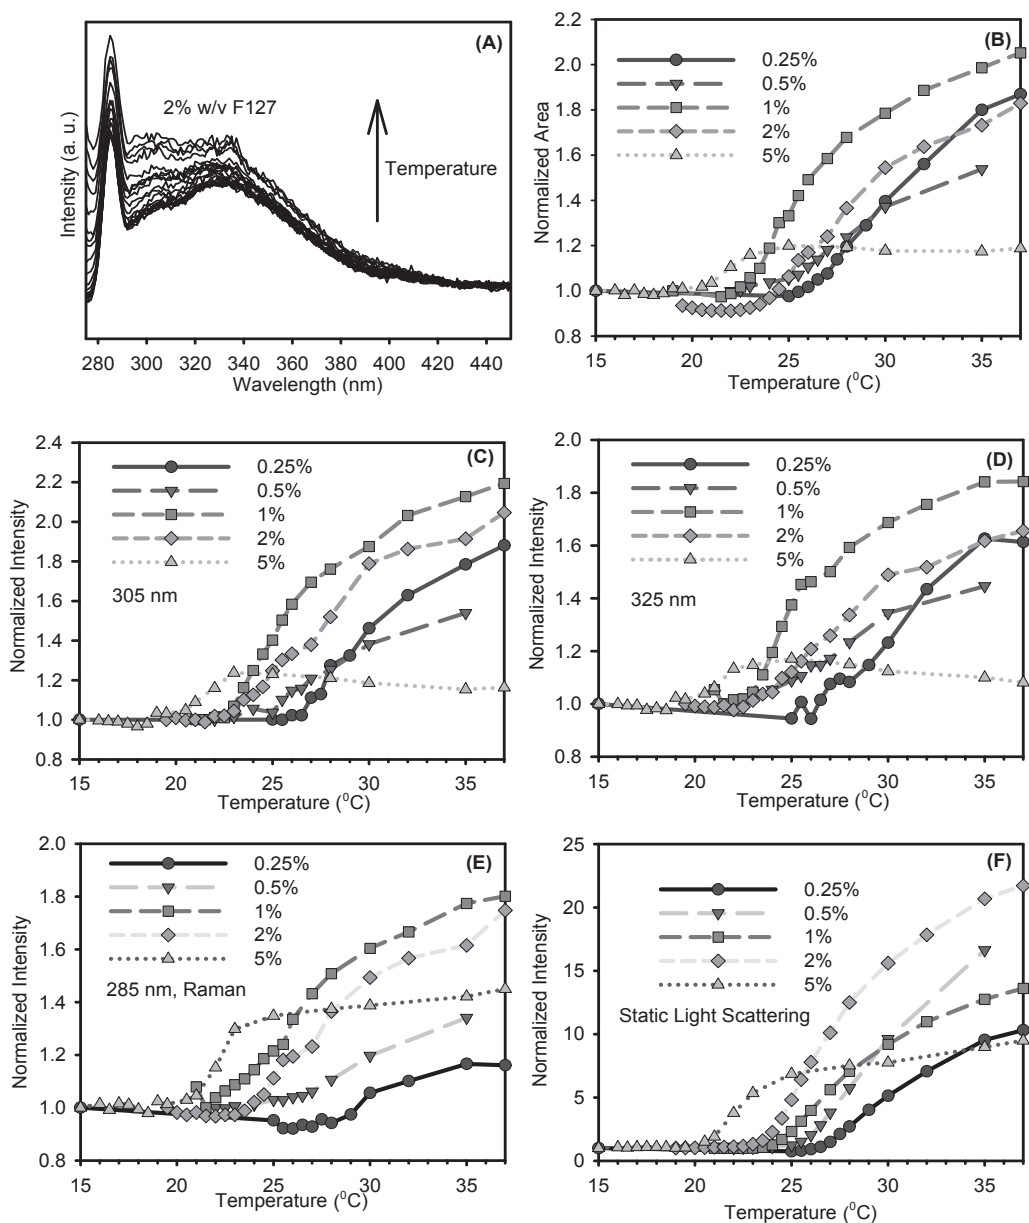 (A)
2% w/v F127
Temperature
Intensity (a. u.)
280 300 320 340 360 380 400 420 440
Wavelength (nm)
(B)
0.25%
0.5%
1%
2%
5%
Normalized Area
2.2
2.0
1.8
1.6
1.4
1.2
1.0
0.8
15 20 25 30 35
Temperature (⁰C)
(C)
0.25%
0.5%
1%
2%
5%
305 nm
Normalized Intensity
2.4
2.2
2.0
1.8
1.6
1.4
1.2
1.0
0.8
15 20 25 30 35
Temperature (⁰C)
(D)
0.25%
0.5%
1%
2%
5%
325 nm
Normalized Intensity
2.0
1.8
1.6
1.4
1.2
1.0
0.8
15 20 25 30 35
Temperature (⁰C)
(E)
0.25%
0.5%
1%
2%
5%
285 nm, Raman
Normalized Intensity
2.0
1.8
1.6
1.4
1.2
1.0
0.8
15 20 25 30 35
Temperature (⁰C)
(F)
0.25%
0.5%
1%
2%
5%
Static Light Scattering
Normalized Intensity
25
20
15
10
5
0
15 20 25 30 35
Temperature (⁰C)